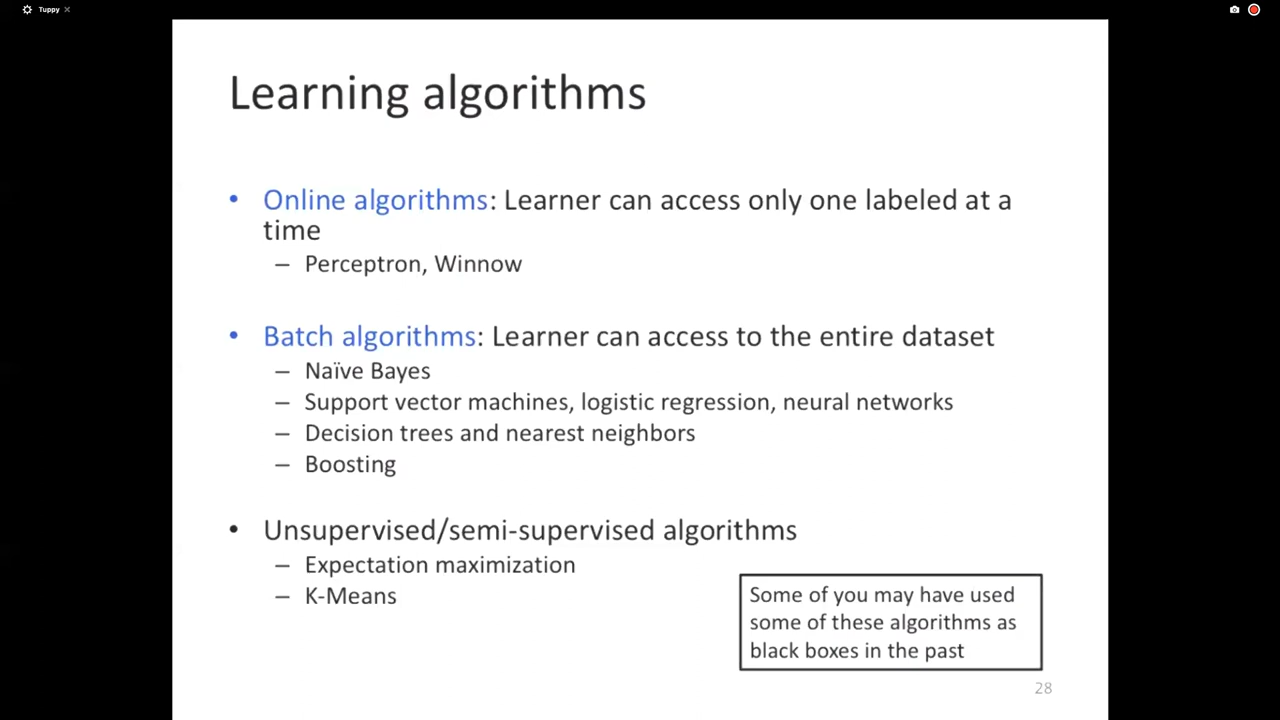 Tuppy
Learning algorithms
• Online algorithms: Learner can access only one labeled at a
time
– Perceptron, Winnow
• Batch algorithms: Learner can access to the entire dataset
– Naïve Bayes
– Support vector machines, logistic regression, neural networks
– Decision trees and nearest neighbors
– Boosting
• Unsupervised/semi-supervised algorithms
– Expectation maximization
– K-Means
Some of you may have used
some of these algorithms as
black boxes in the past
28